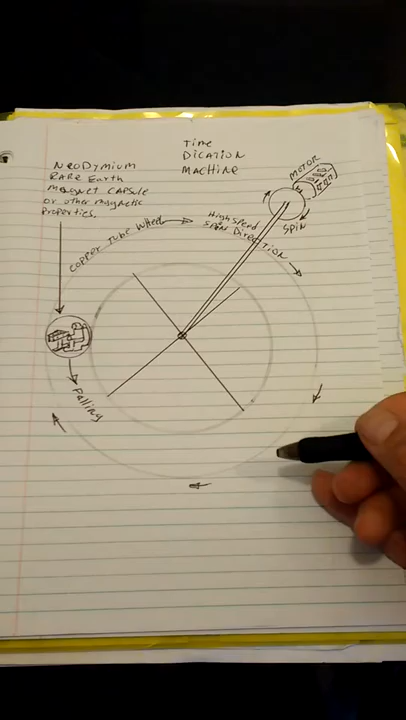 Time
DICATION
MACHINE
NEODymium
RARE Earth
MAGNET CAPSULE
or other magnetic
Properties.
MOTOR
SPIN
COPPER Tube Wheel
High Speed
SPIN Direction
Falling